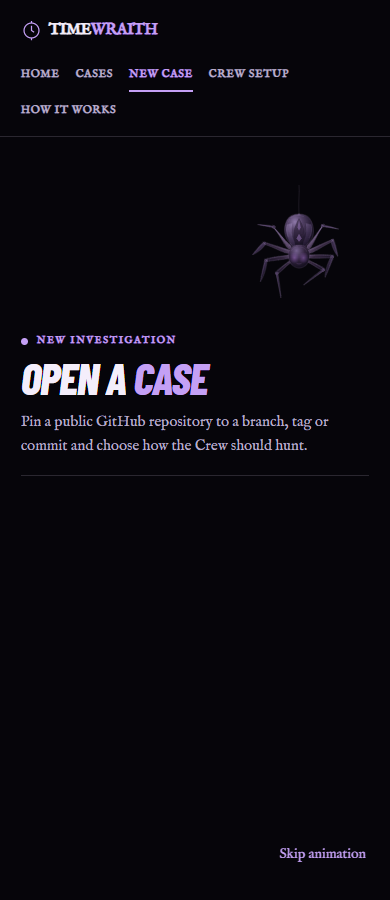 TIMEWRAITH
HOME CASES NEW CASE CREW SETUP
HOW IT WORKS
NEW INVESTIGATION
OPEN A CASE
Pin a public GitHub repository to a branch, tag or
commit and choose how the Crew should hunt.
Skip animation